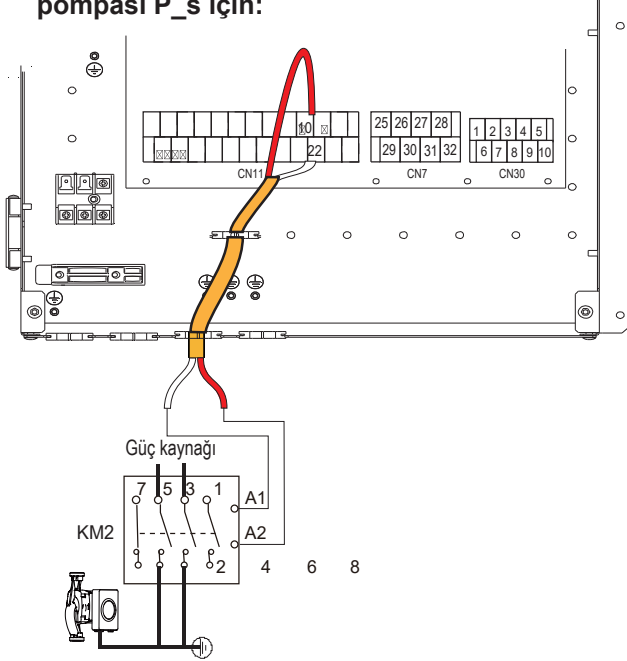 pompası P_s için:
10
25 26 27 28
1 2 3 4 5
22
29 30 31 32
6 7 8 9 10
CN11
CN7
CN30
Güç kaynağı
7 5 3 1
A1
KM2
A2
2 4 6 8